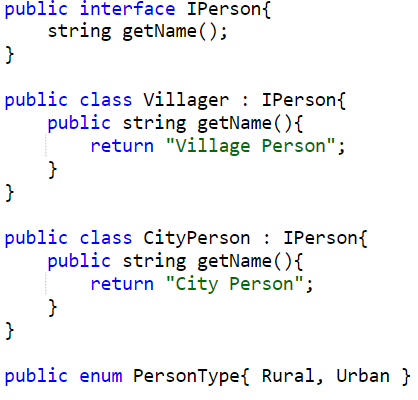 public interface IPerson{
    string getName();
}

public class Villager : IPerson{
    public string getName(){
        return "Village Person";
    }
}

public class CityPerson : IPerson{
    public string getName(){
        return "City Person";
    }
}

public enum PersonType{ Rural, Urban }